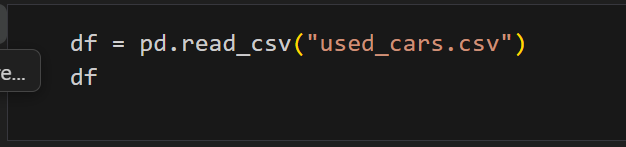 df = pd.read_csv("used_cars.csv")
df
e...